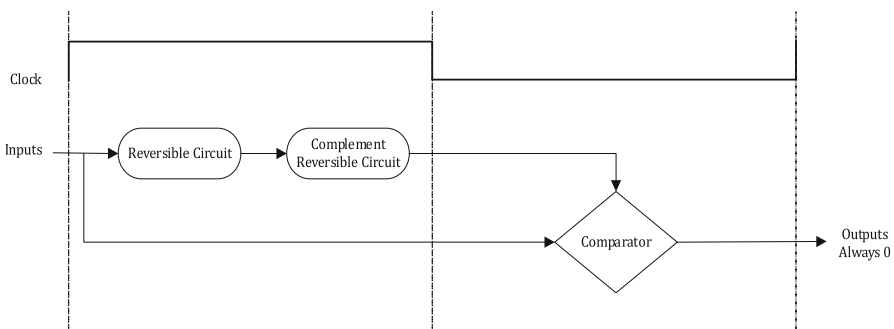 Clock
Inputs
Reversible Circuit
Complement
Reversible Circuit
Comparator
Outputs
Always 0